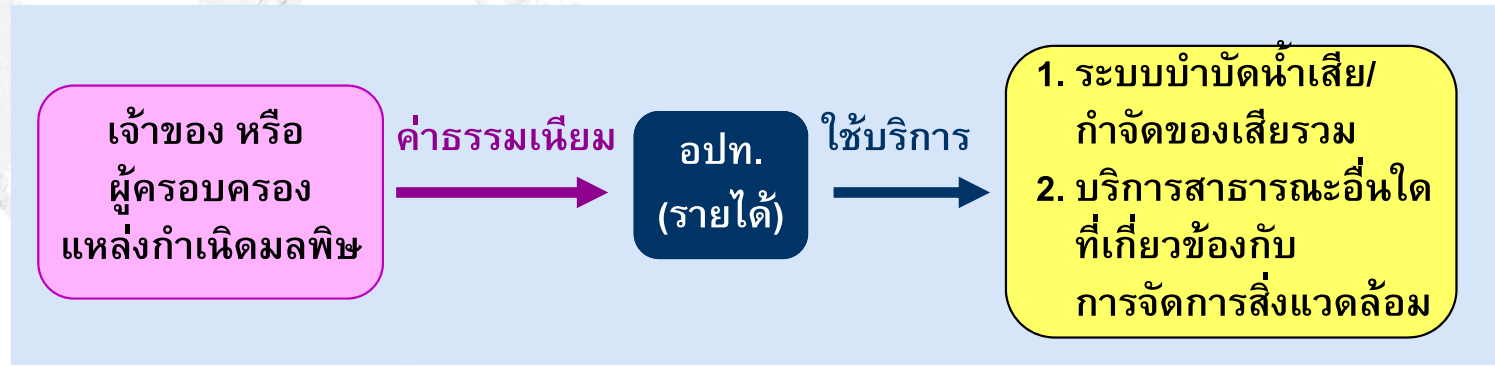 เจ้าของ หรือ
ผู้ครอบครอง
แหล่งกำเนิดมลพิษ
ค่าธรรมเนียม
อปท.
(รายได้)
ใช้บริการ
1. ระบบบำบัดน้ำเสีย/
กำจัดของเสียรวม
2. บริการสาธารณะอื่นใด
ที่เกี่ยวข้องกับ
การจัดการสิ่งแวดล้อม